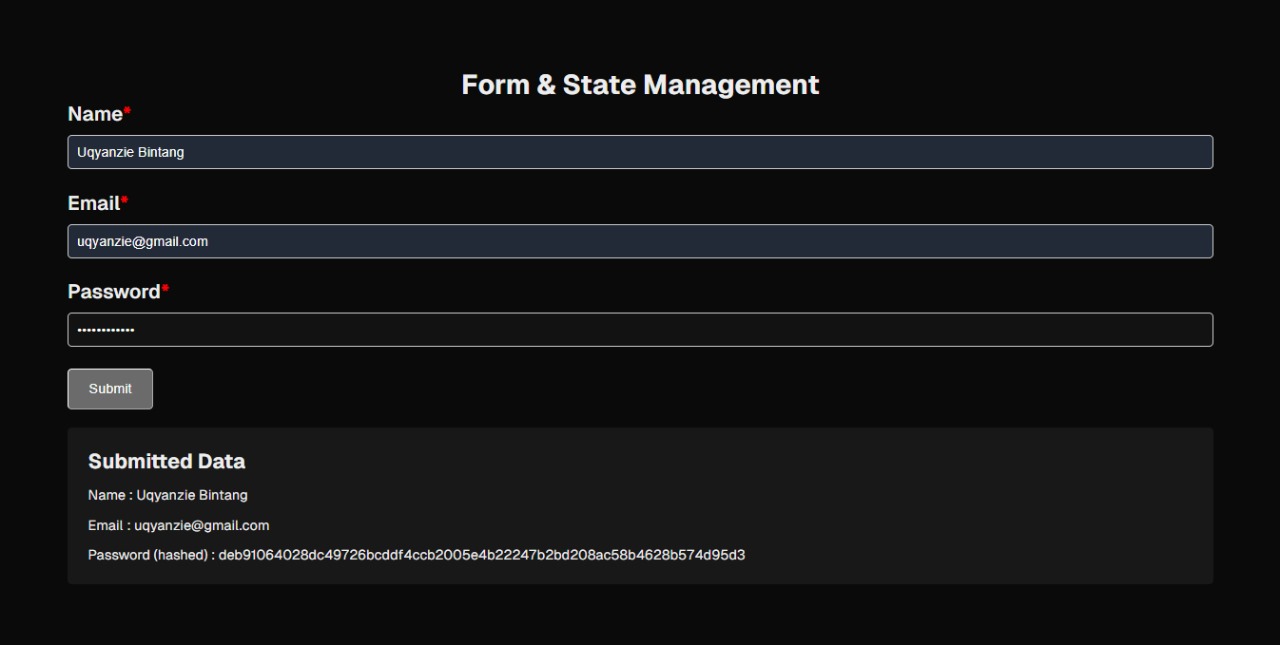 Form & State Management
Name*
Uqyanzie Bintang
Email*
uqyanzie@gmail.com
Password*
••••••••••••
Submit
Submitted Data
Name : Uqyanzie Bintang
Email : uqyanzie@gmail.com
Password (hashed) : deb91064028dc49726bcddf4ccb2005e4b22247b2bd208ac58b4628b574d95d3